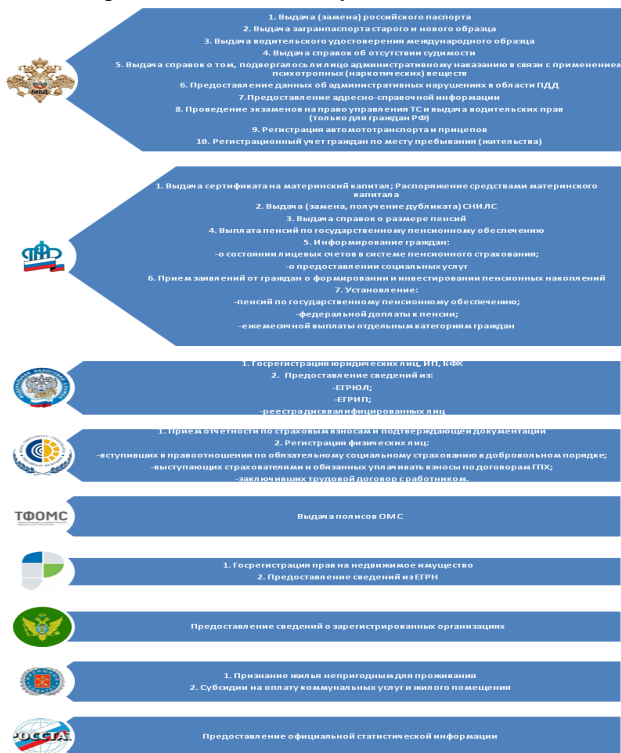 1. Выдача (замена) российского паспорта
2. Выдача загранпаспорта старого и нового образца
3. Выдача водительского удостоверения международного образца
4. Выдача справок об отсутствии судимости
5. Выдача справок о том, подвергалось ли лицо административному наказанию в связи с применением
психотропных (наркотических) веществ
6. Предоставление данных об административных нарушениях в области ПДД
7.Предоставление адресно-справочной информации
8. Проведение экзаменов на право управления ТС и выдача водительских прав
(только для граждан РФ)
9. Регистрация автомототранспорта и прицепов
10. Регистрационный учет граждан по месту пребывания (жительства)
МВД
1. Выдача сертификата на материнский капитал; Распоряжение средствами материнского
капитала
2. Выдача (замена, получение дубликата) СНИЛС
3. Выдача справок о размере пенсий
4. Выплата пенсий по государственному пенсионному обеспечению
5. Информирование граждан:
-о состоянии лицевых счетов в системе пенсионного страхования;
-о предоставлении социальных услуг
6. Прием заявлений от граждан о формировании и инвестировании пенсионных накоплений
7. Установление:
-пенсий по государственному пенсионному обеспечению;
-федеральной доплаты к пенсии;
-ежемесячной выплаты отдельным категориям граждан
1. Госрегистрация юридических лиц, ИП, КФХ
2. Предоставление сведений из:
-ЕГРЮЛ;
-ЕГРИП;
-реестра дисквалифицированных лиц
1. Прием отчетности по страховым взносам и подтверждающей документации
2. Регистрация физических лиц:
-вступивших в правоотношения по обязательному социальному страхованию в добровольном порядке;
-выступающих страхователями и обязанных уплачивать взносы по договорам ГПХ;
-заключивших трудовой договор с работником.
ТФОМС
Выдача полисов ОМС
1. Госрегистрация прав на недвижимое имущество
2. Предоставление сведений из ЕГРН
Предоставление сведений о зарегистрированных организациях
1. Признание жилья непригодным для проживания
2. Субсидии на оплату коммунальных услуг и жилого помещения
РОССТА
Предоставление официальной статистической информации